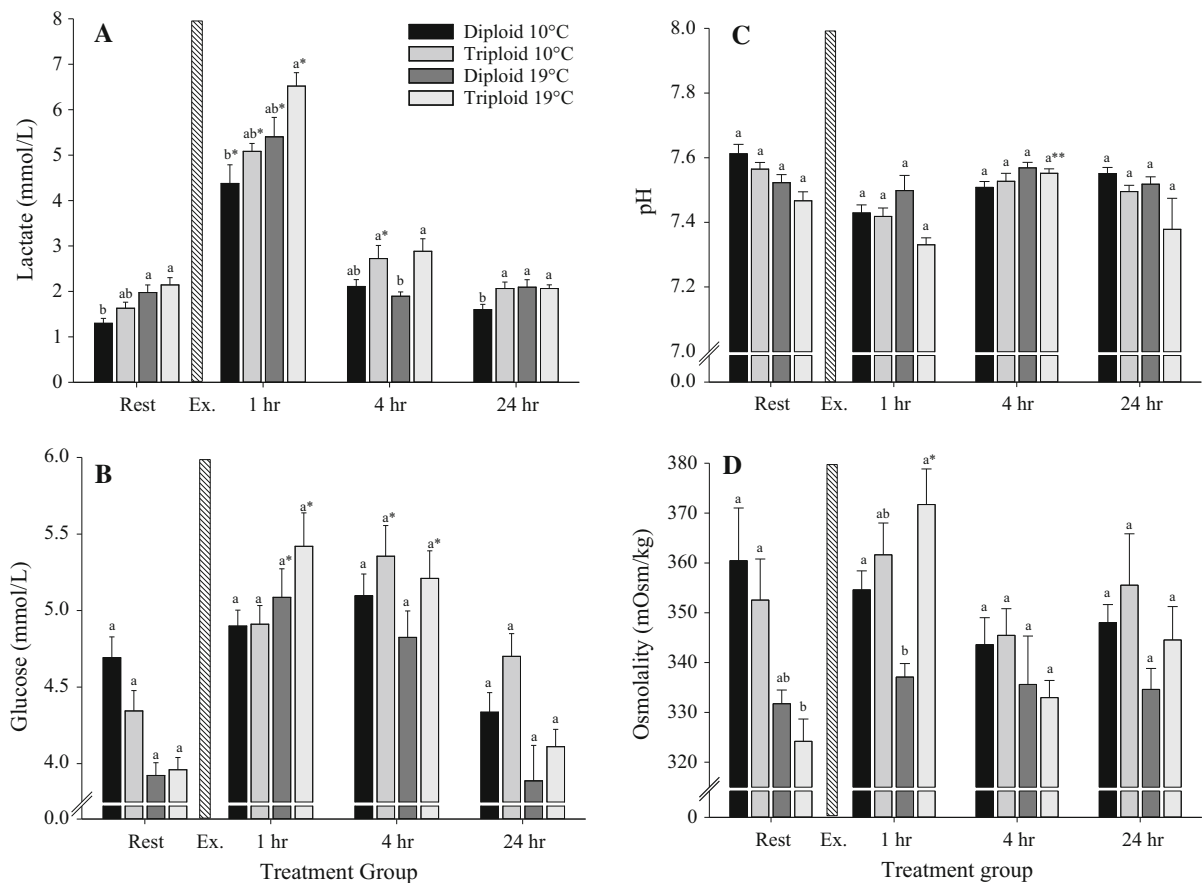 A
Lactate (mmol/L)
8
7
6
5
4
3
2
1
0
Diploid 10°C
Triploid 10°C
Diploid 19°C
Triploid 19°C
b ab a a
b* ab* ab* a*
ab a* b a
b a a a
Rest Ex. 1 hr 4 hr 24 hr
C
pH
8.0
7.8
7.6
7.4
7.2
7.0
0.0
a a a a
a a a a
a a a a**
a a a a
Rest Ex. 1 hr 4 hr 24 hr
B
Glucose (mmol/L)
6.0
5.5
5.0
4.5
4.0
0.0
a a a a
a a a* a*
a a* a a*
a a a a
Rest Ex. 1 hr 4 hr 24 hr
Treatment Group
D
Osmolality (mOsm/kg)
380
370
360
350
340
330
320
0
a a ab b
a ab b a*
a a a a
a a a a
Rest Ex. 1 hr 4 hr 24 hr
Treatment group